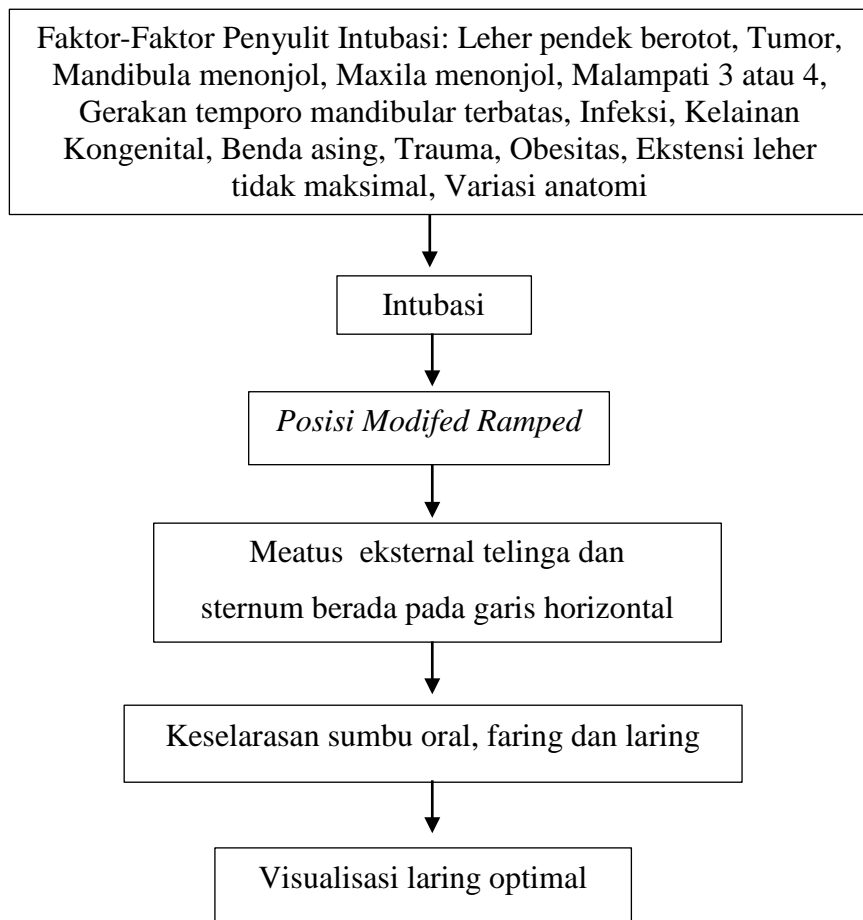 Faktor-Faktor Penyulit Intubasi: Leher pendek berotot, Tumor,
Mandibula menonjol, Maxila menonjol, Malampati 3 atau 4,
Gerakan temporo mandibular terbatas, Infeksi, Kelainan
Kongenital, Benda asing, Trauma, Obesitas, Ekstensi leher
tidak maksimal, Variasi anatomi
Intubasi
Posisi Modifed Ramped
Meatus eksternal telinga dan
sternum berada pada garis horizontal
Keselarasan sumbu oral, faring dan laring
Visualisasi laring optimal